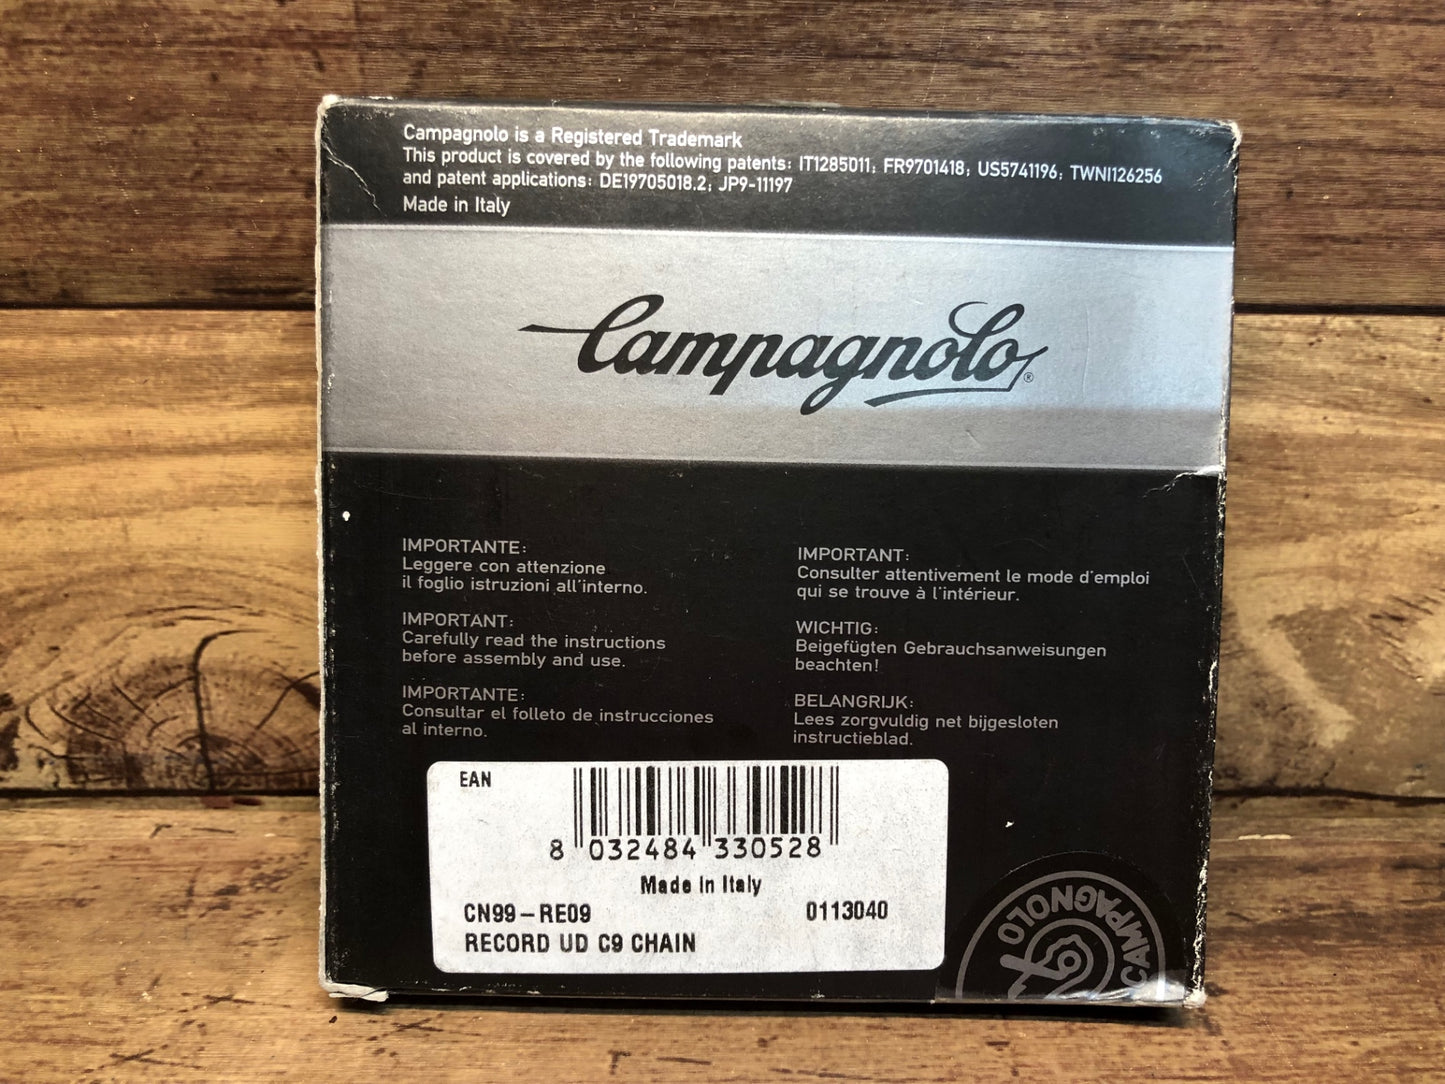 Campagnolo is a Registered Trademark
This product is covered by the following patents: IT1285011; FR9701418; US5741196; TWNI126256
and patent applications: DE19705018.2; JP9-11197
Made in Italy
Campagnolo®
IMPORTANTE:
Leggere con attenzione
il foglio istruzioni all'interno.
IMPORTANT:
Carefully read the instructions
before assembly and use.
IMPORTANTE:
Consultar el folleto de instrucciones
al interno.
IMPORTANT:
Consulter attentivement le mode d'emploi
qui se trouve à l'intérieur.
WICHTIG:
Beigefügten Gebrauchsanweisungen
beachten!
BELANGRIJK:
Lees zorgvuldig net bijgesloten
instructieblad.
EAN
8 032484 330528
Made In Italy
CN99-RE09 0113040
RECORD UD C9 CHAIN
CAMPAGNOLO